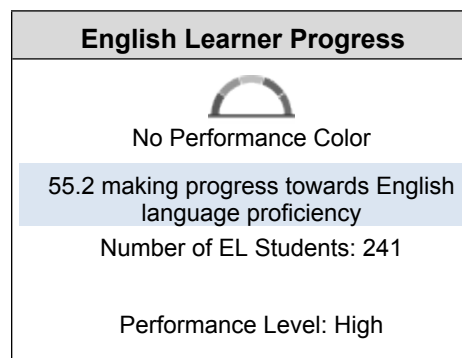 English Learner Progress
No Performance Color
55.2 making progress towards English
language proficiency
Number of EL Students: 241
Performance Level: High